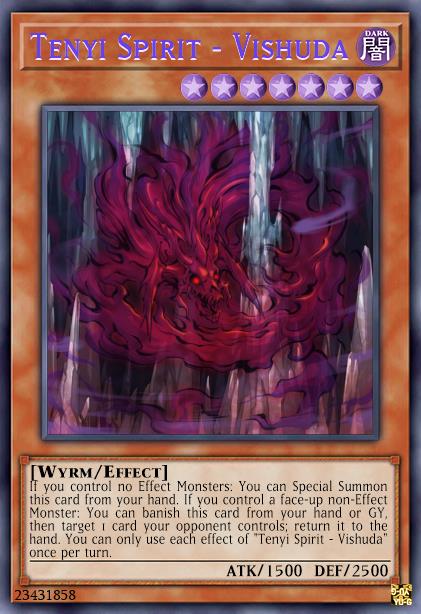 Tenyi Spirit - Vishuda
DARK
闇
[Wyrm/Effect]
If you control no Effect Monsters: You can Special Summon
this card from your hand. If you control a face-up non-Effect
Monster: You can banish this card from your hand or GY,
then target 1 card your opponent controls; return it to the
hand. You can only use each effect of "Tenyi Spirit - Vishuda"
once per turn.
ATK/1500 DEF/2500
23431858